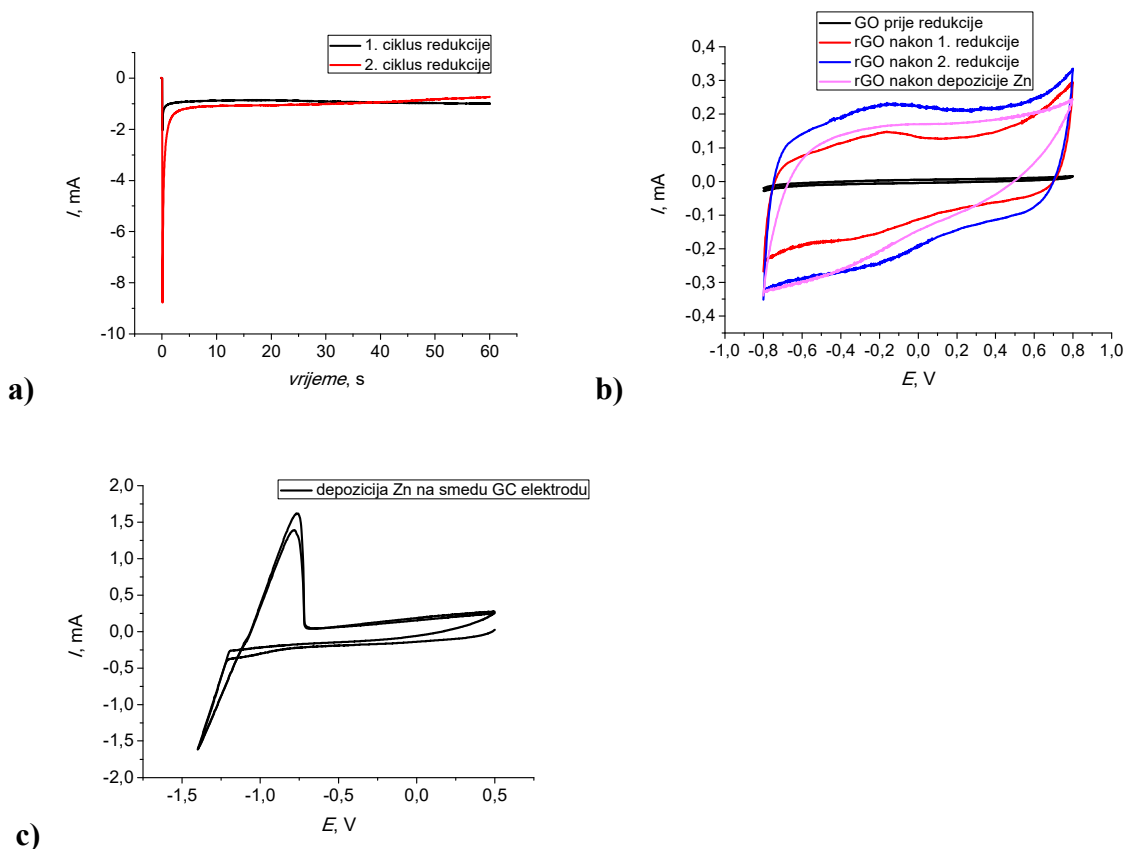 1. ciklus redukcije
2. ciklus redukcije
0
-2
-4
-6
-8
-10
I, mA
0
10
20
30
40
50
60
vrijeme, s
a)
GO prije redukcije
rGO nakon 1. redukcije
rGO nakon 2. redukcije
rGO nakon depozicije Zn
0,4
0,3
0,2
0,1
0,0
-0,1
-0,2
-0,3
-0,4
I, mA
-1,0
-0,8
-0,6
-0,4
-0,2
0,0
0,2
0,4
0,6
0,8
1,0
E, V
b)
depozicija Zn na smeđu GC elektrodu
2,0
1,5
1,0
0,5
0,0
-0,5
-1,0
-1,5
-2,0
I, mA
-1,5
-1,0
-0,5
0,0
0,5
E, V
c)